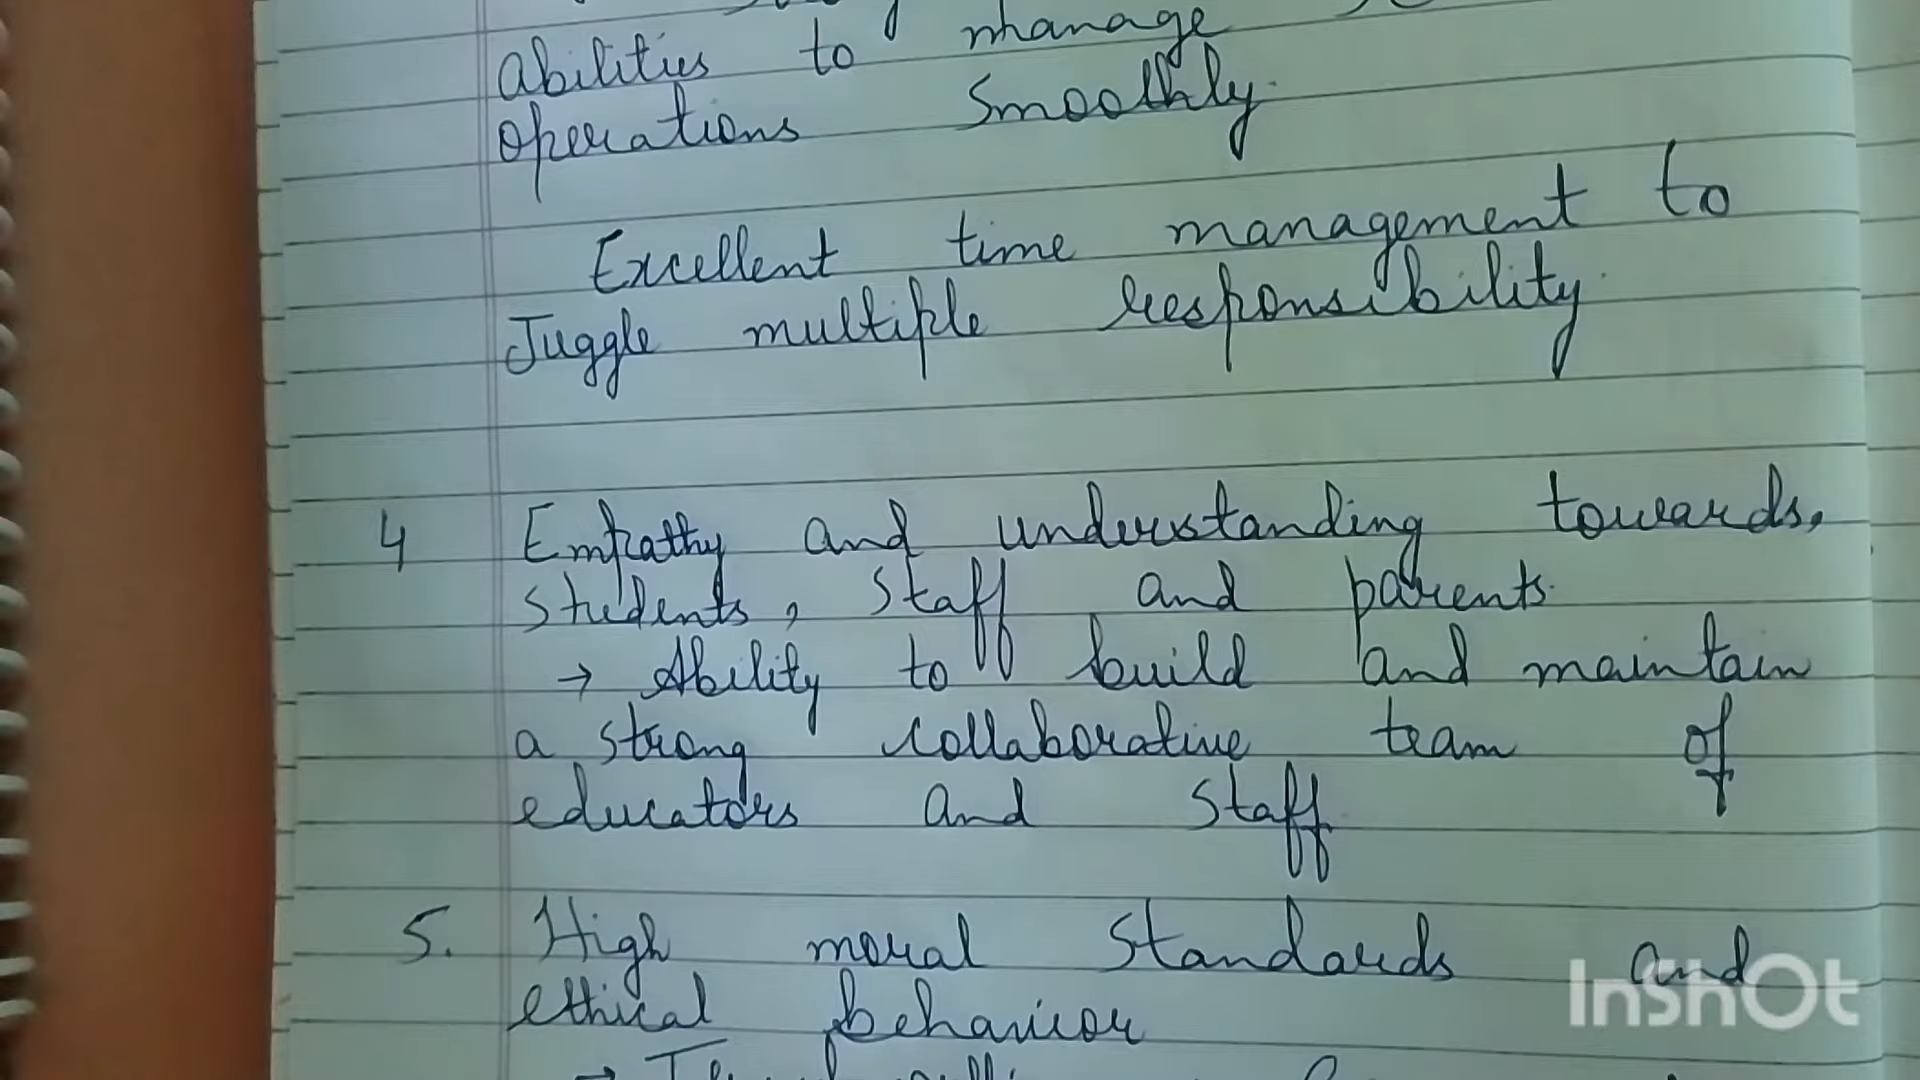 abilities to manage
operations smoothly.
Excellent time management to
Juggle multiple responsibility.
4 Empathy and understanding towards,
students, staff and parents.
→ Ability to build and maintain
a strong collaborative team of
educators and staff
5. High moral standards and
ethical behavior
InShOt